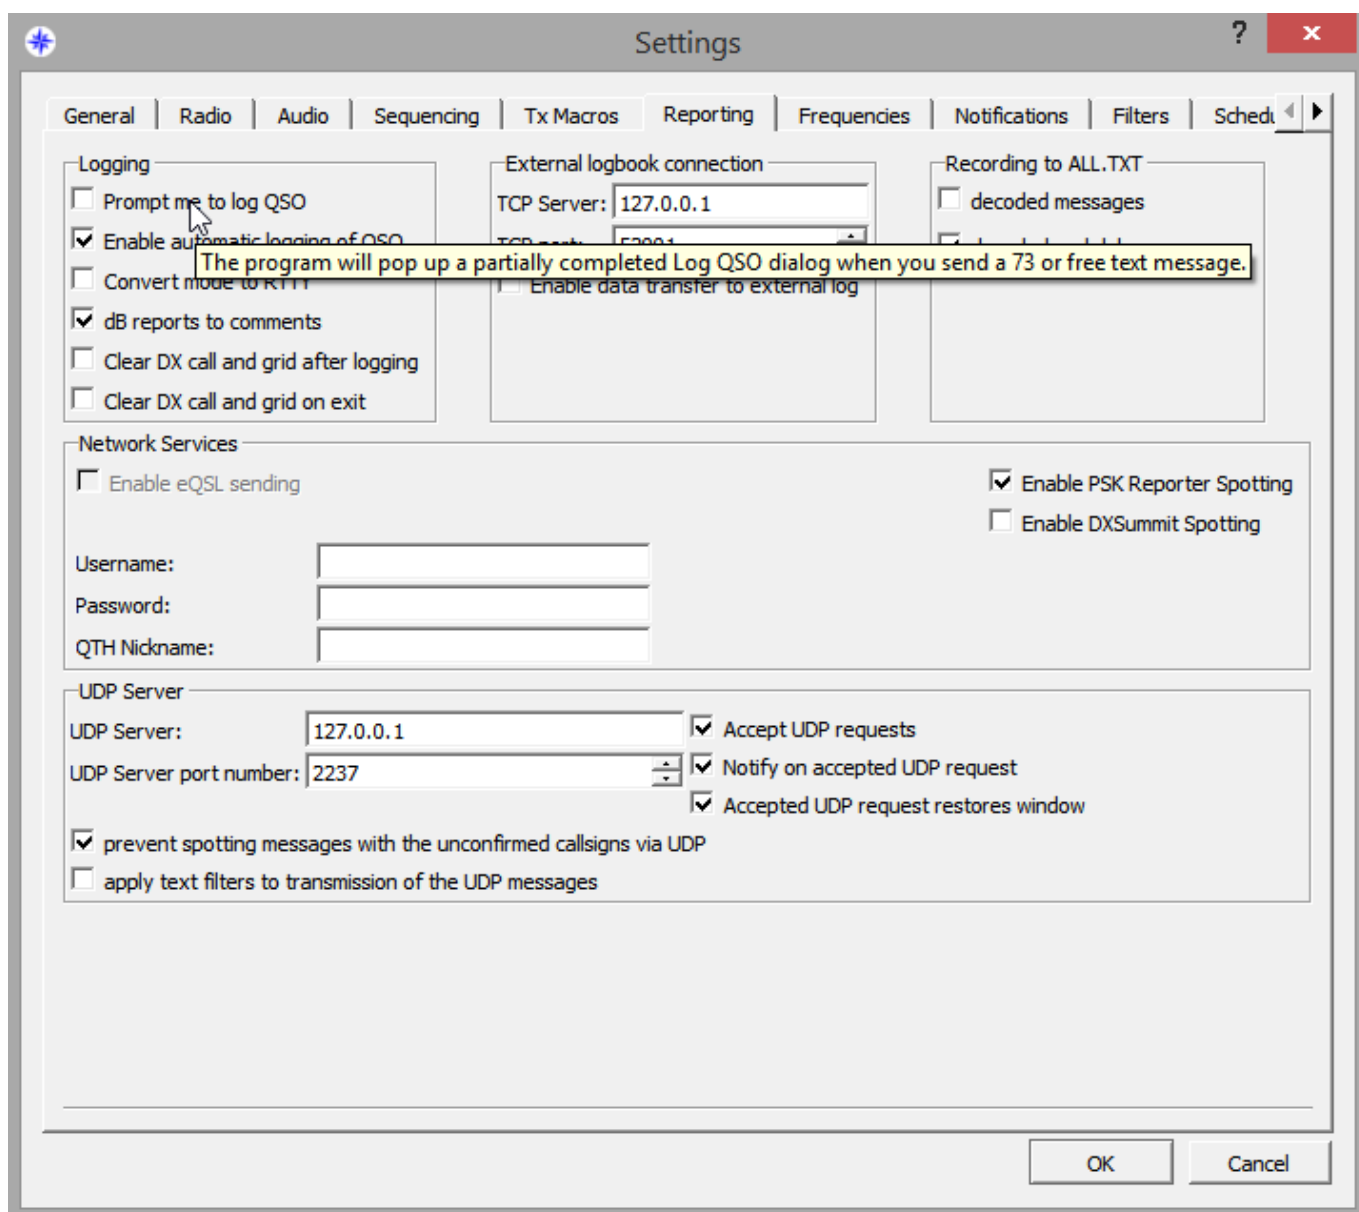 Settings
?
x
General Radio Audio Sequencing Tx Macros Reporting Frequencies Notifications Filters Schedu
Logging
Prompt me to log QSO
Enable automatic logging of QSO
Convert mode to RTTY
dB reports to comments
Clear DX call and grid after logging
Clear DX call and grid on exit
External logbook connection
TCP Server: 127.0.0.1
TCP port:
The program will pop up a partially completed Log QSO dialog when you send a 73 or free text message.
Enable data transfer to external log
Recording to ALL.TXT
decoded messages
Network Services
Enable eQSL sending
Enable PSK Reporter Spotting
Enable DXSummit Spotting
Username:
Password:
QTH Nickname:
UDP Server
UDP Server: 127.0.0.1
UDP Server port number: 2237
Accept UDP requests
Notify on accepted UDP request
Accepted UDP request restores window
prevent spotting messages with the unconfirmed callsigns via UDP
apply text filters to transmission of the UDP messages
OK Cancel